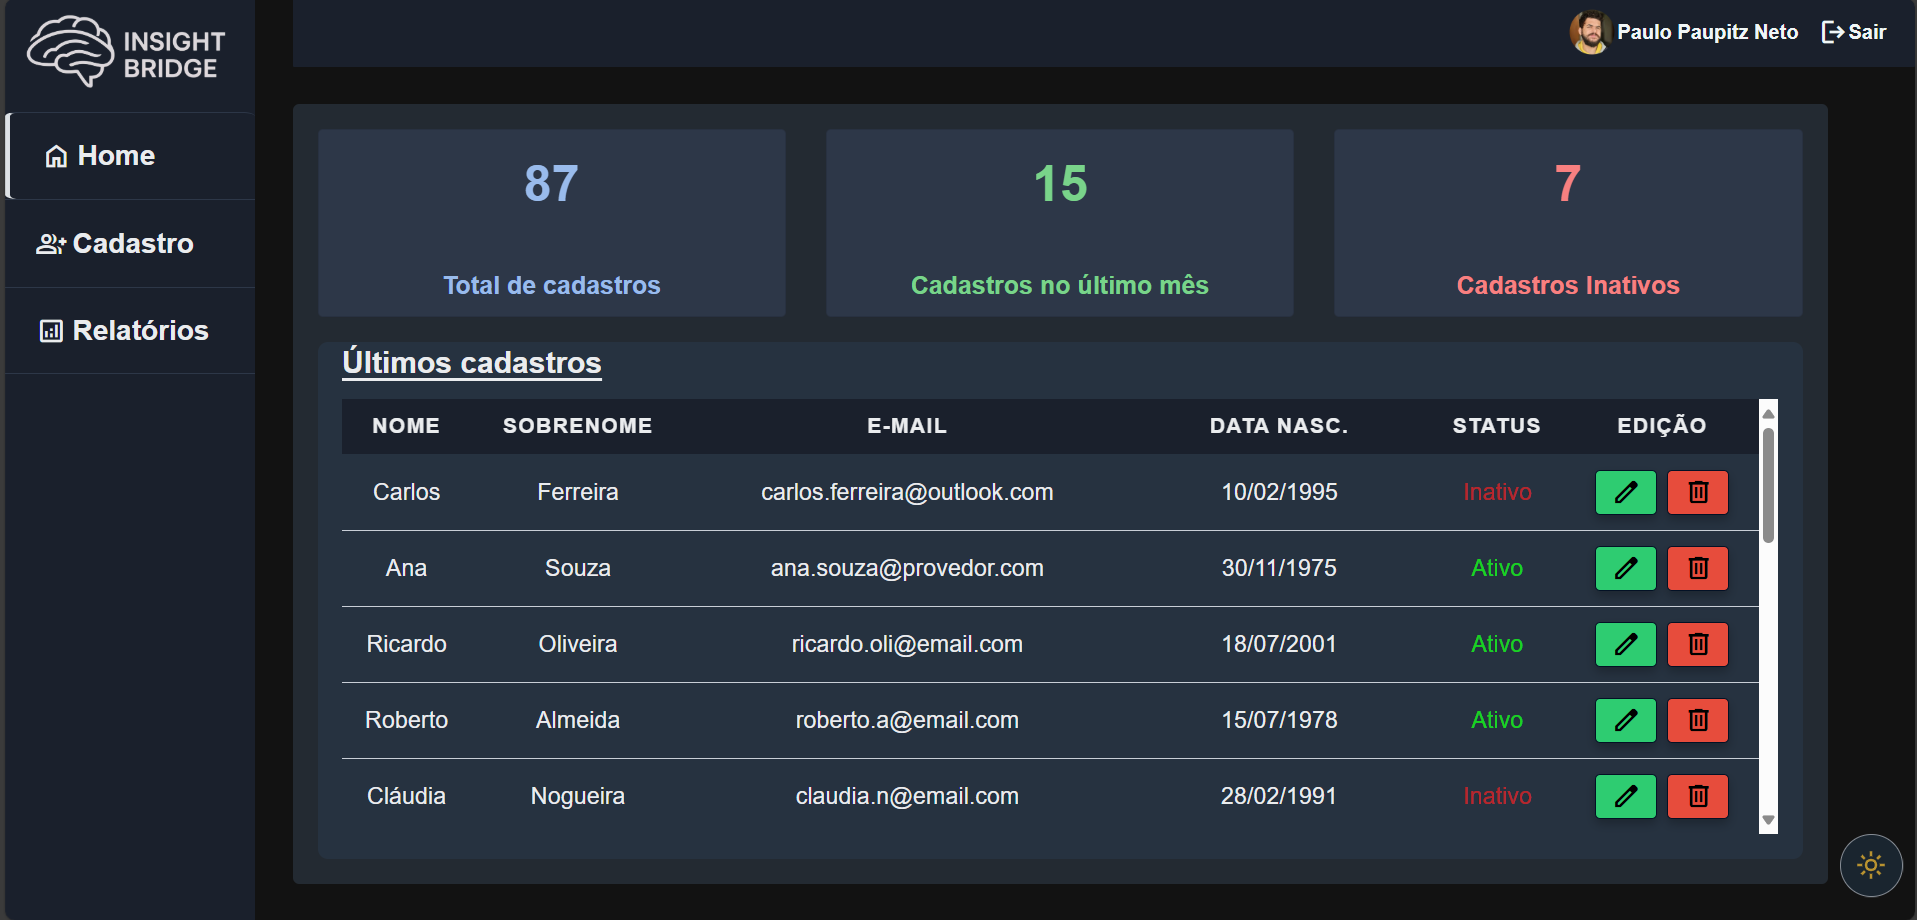 INSIGHT
BRIDGE
Paulo Paupitz Neto Sair
Home
Cadastro
Relatórios
87
Total de cadastros
15
Cadastros no último mês
7
Cadastros Inativos
Últimos cadastros
NOME SOBRENOME E-MAIL DATA NASC. STATUS EDIÇÃO
Carlos Ferreira carlos.ferreira@outlook.com 10/02/1995 Inativo
Ana Souza ana.souza@provedor.com 30/11/1975 Ativo
Ricardo Oliveira ricardo.oli@email.com 18/07/2001 Ativo
Roberto Almeida roberto.a@email.com 15/07/1978 Ativo
Cláudia Nogueira claudia.n@email.com 28/02/1991 Inativo